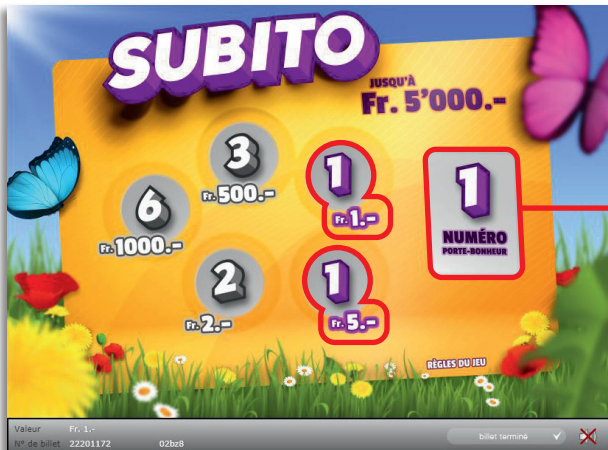 SUBITO
JUSQU'À
Fr. 5'000.-
3
Fr. 500.-
1
Fr. 1.-
6
Fr. 1000.-
1
NUMÉRO
PORTE-BONHEUR
2
Fr. 2.-
1
Fr. 5.-
RÈGLES DU JEU
Valeur Fr. 1.-
N° de billet 22201172 02bz8
billet terminé